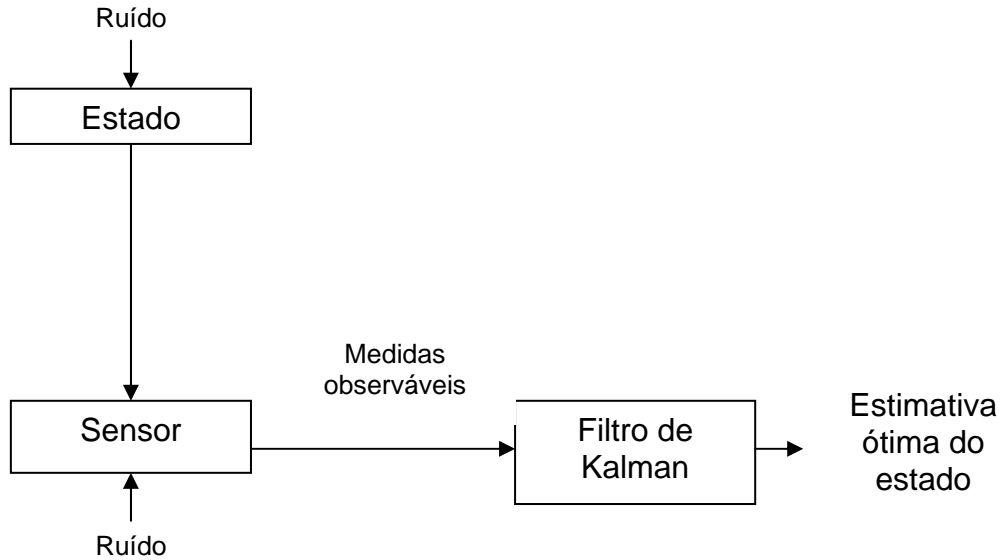 Ruído
Estado
Medidas
observáveis
Sensor
Filtro de
Kalman
Estimativa
ótima do
estado
Ruído